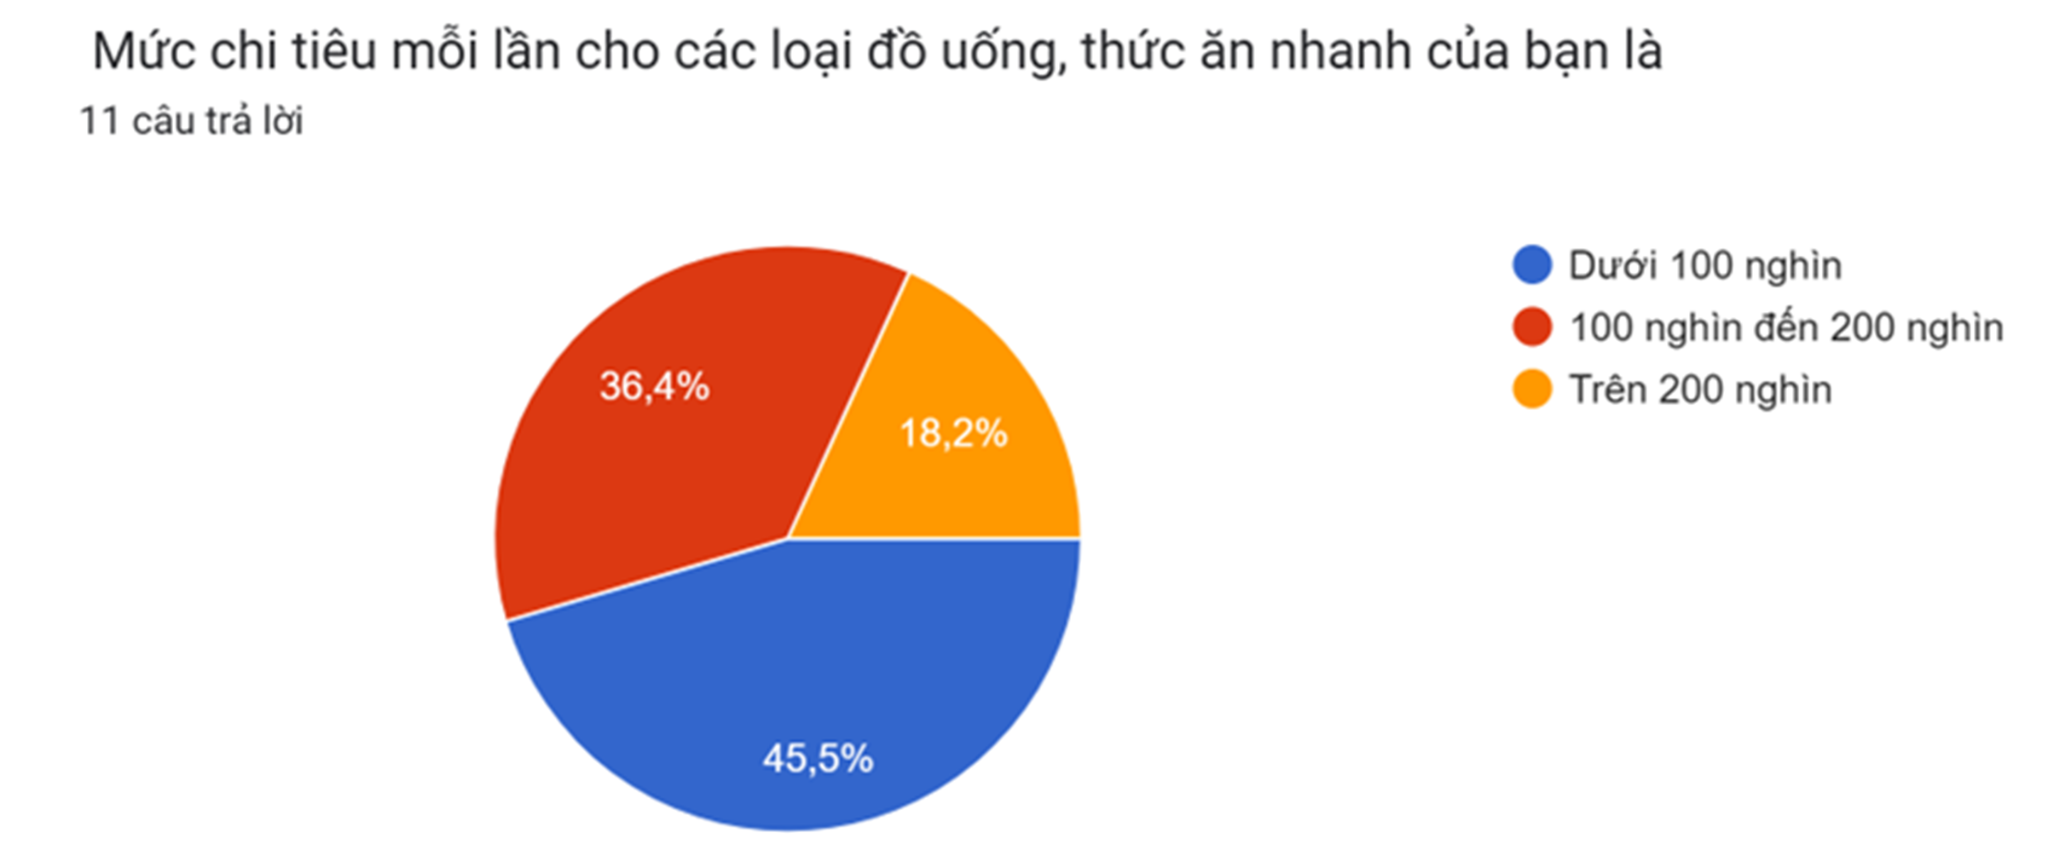 Mức chi tiêu mỗi lần cho các loại đồ uống, thức ăn nhanh của bạn là
11 câu trả lời
Dưới 100 nghìn
100 nghìn đến 200 nghìn
Trên 200 nghìn
36,4%
18,2%
45,5%